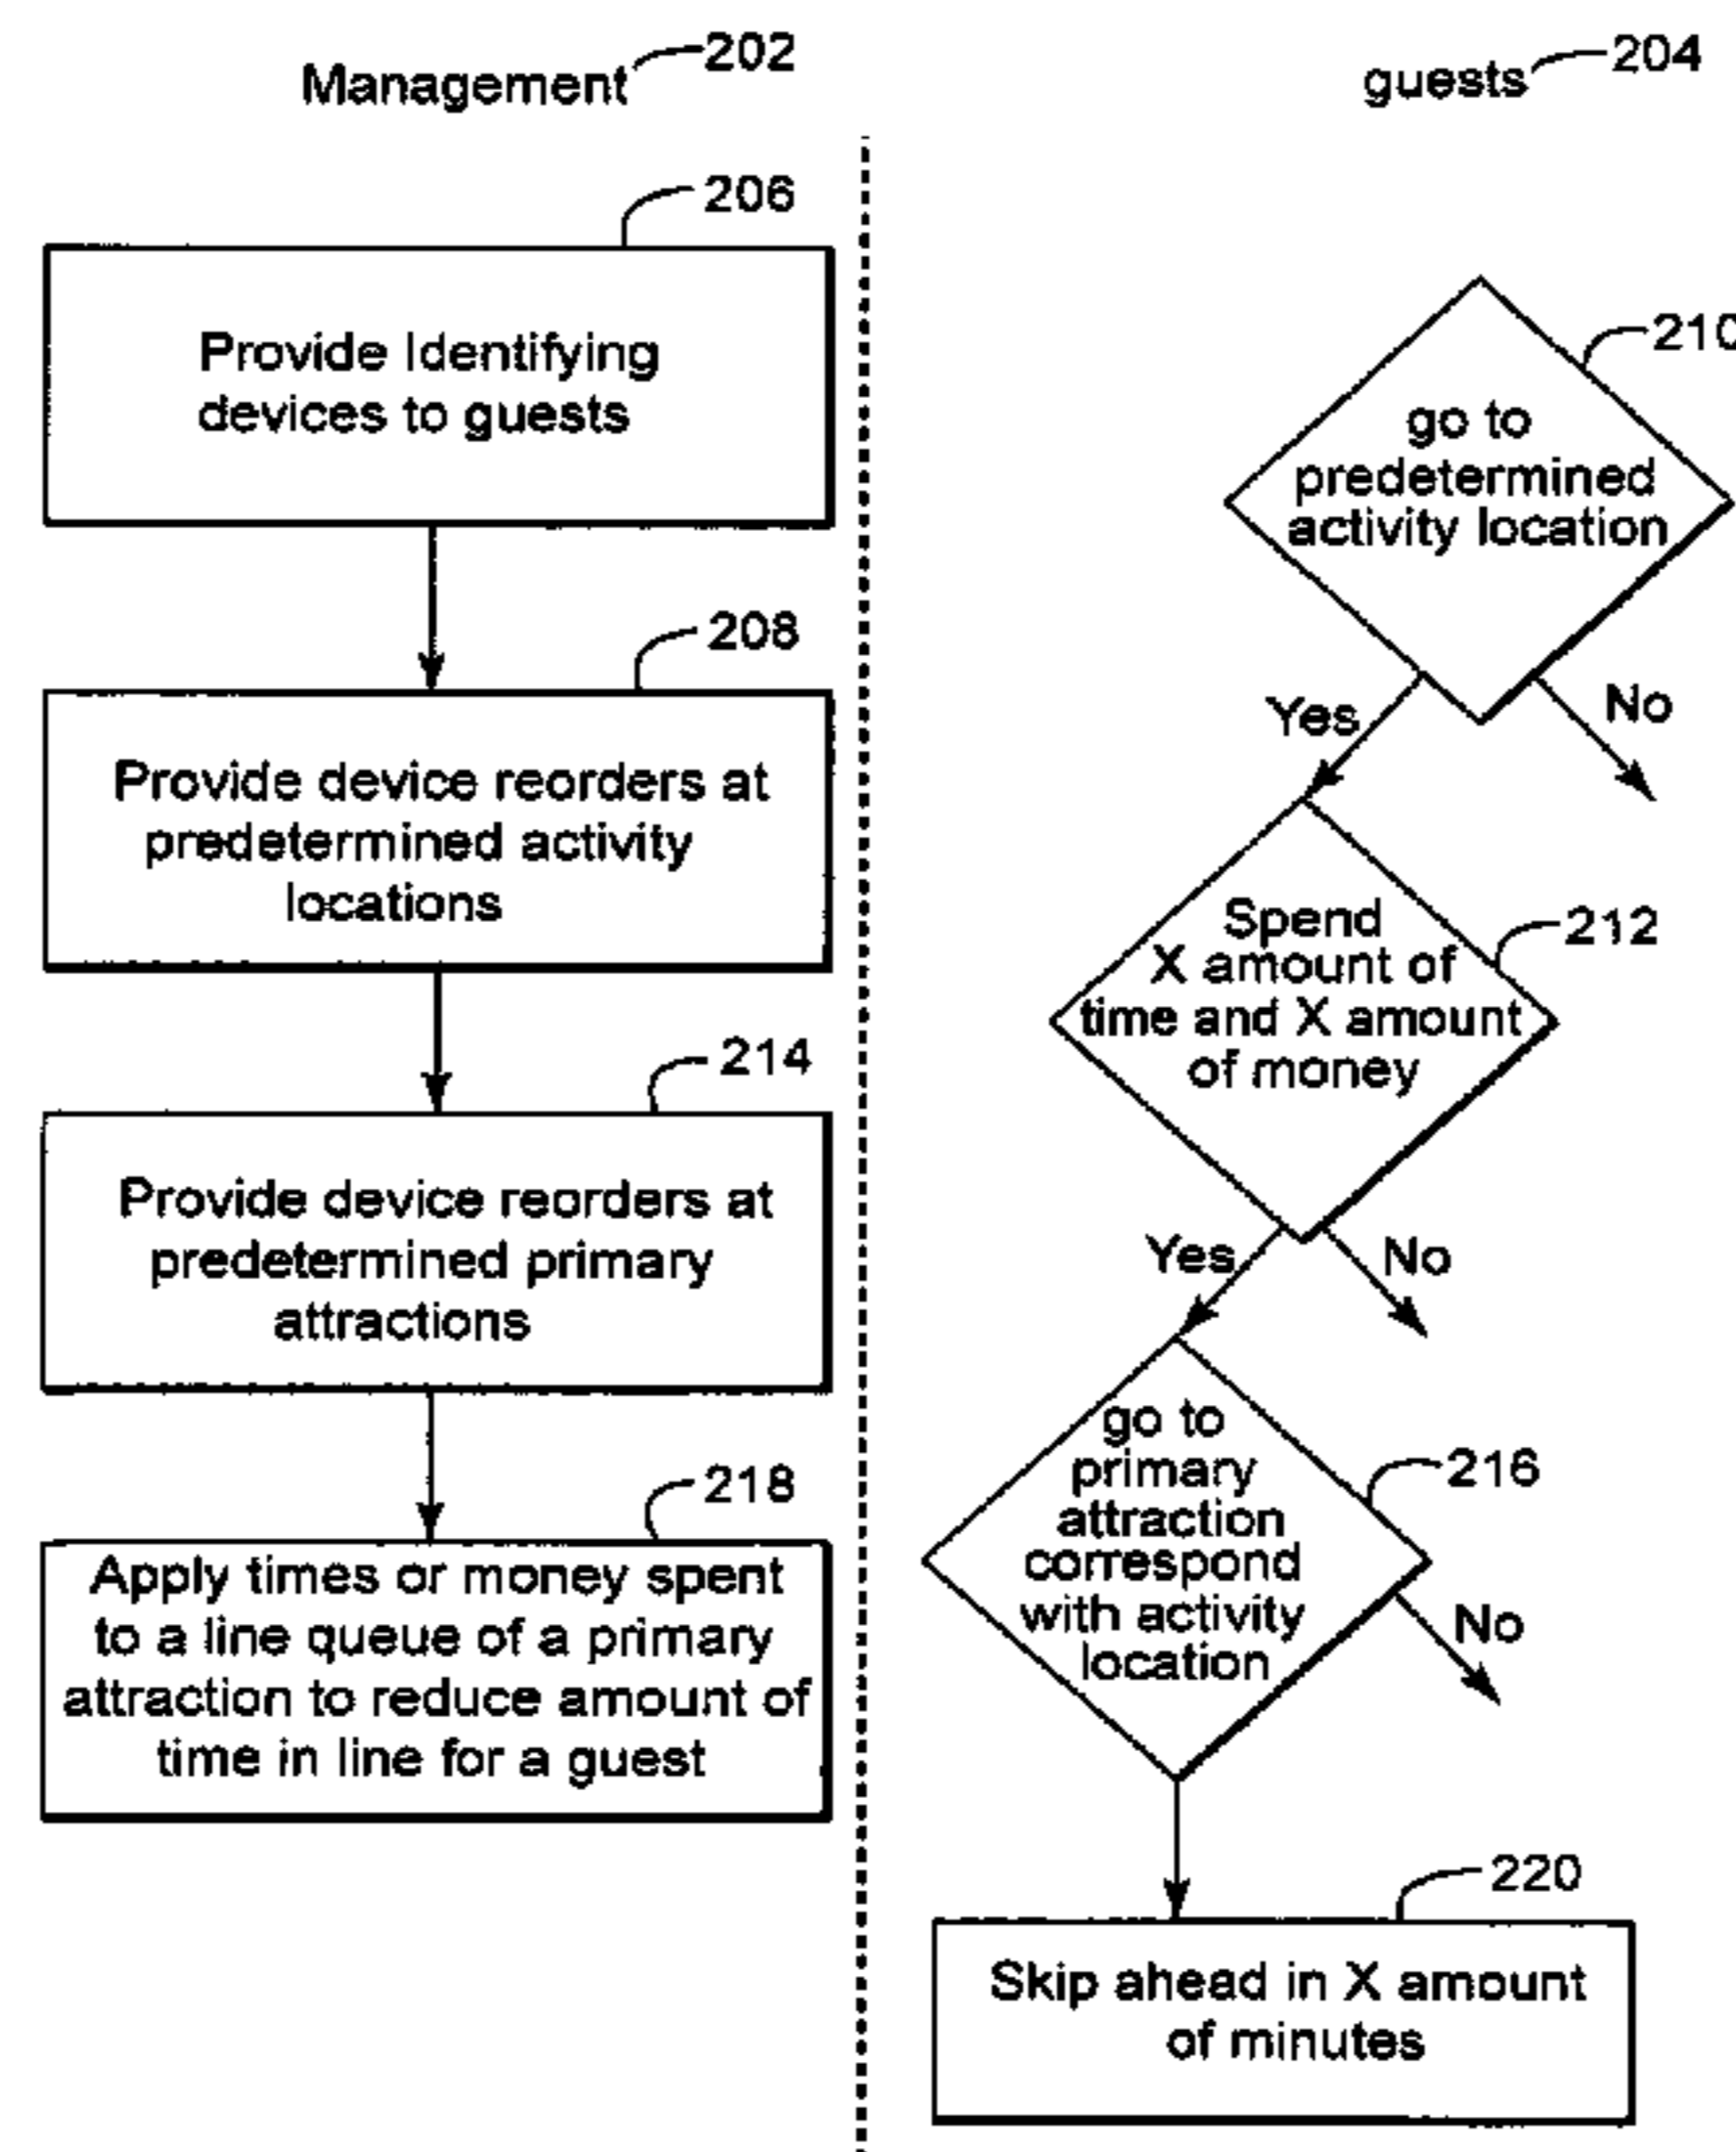 Management
202
206
Provide Identifying
devices to guests
208
Provide device reorders at
predetermined activity
locations
214
Provide device reorders at
predetermined primary
attractions
218
Apply times or money spent
to a line queue of a primary
attraction to reduce amount of
time in line for a guest
guests
204
210
go to
predetermined
activity location
Yes
No
212
Spend
X amount of
time and X amount
of money
Yes
No
216
go to
primary
attraction
correspond
with activity
location
No
220
Skip ahead in X amount
of minutes